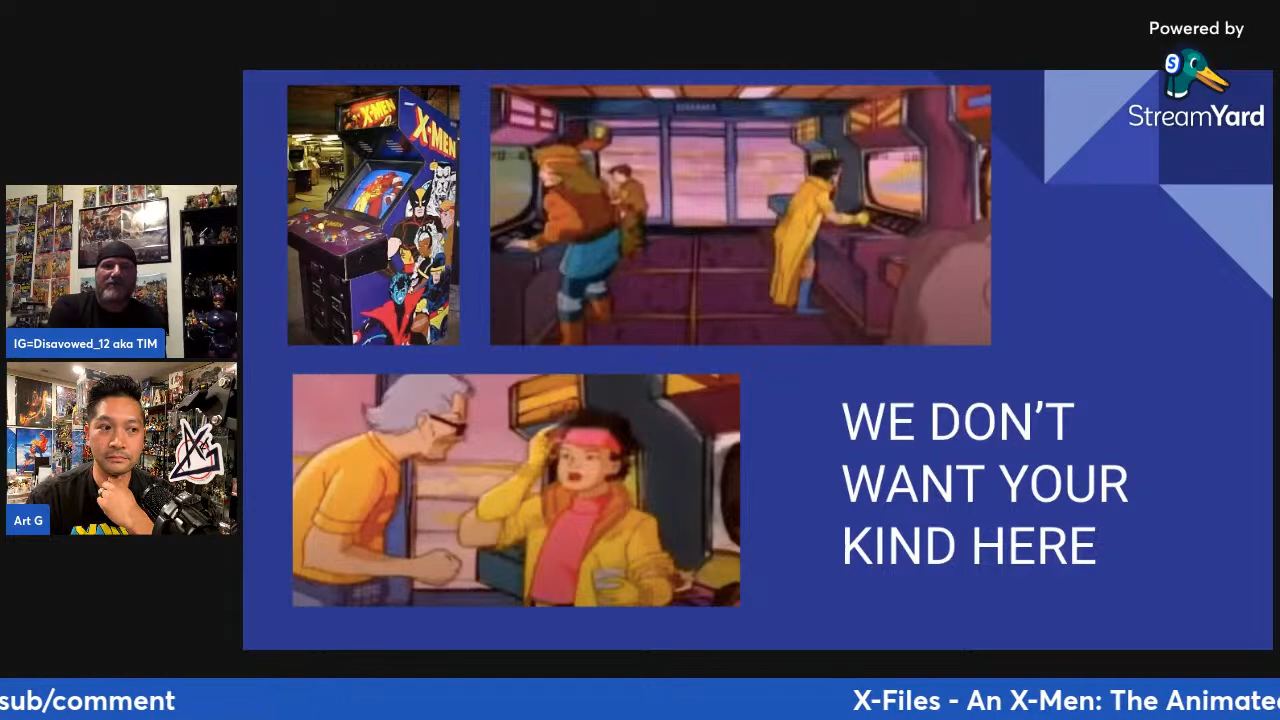 Powered by
S
StreamYard
X-MEN
X-MEN
IG=Disavowed_12 aka TIM
Art G
WE DON’T
WANT YOUR
KIND HERE
sub/comment
X-Files - An X-Men: The Animate